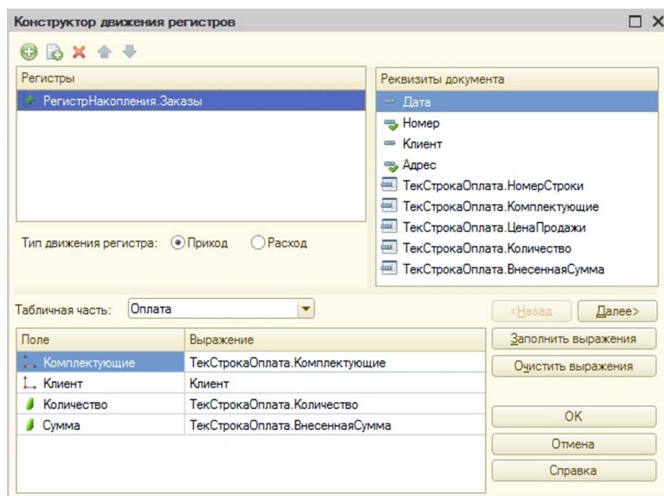 Конструктор движения регистров
Регистры
РегистрНакопления.Заказы
Тип движения регистра: Приход Расход
Реквизиты документа
Дата
Номер
Клиент
Адрес
ТекСтрокаОплата.НомерСтроки
ТекСтрокаОплата.Комплектующие
ТекСтрокаОплата.ЦенаПродажи
ТекСтрокаОплата.Количество
ТекСтрокаОплата.ВнесеннаяСумма
Табличная часть: Оплата
<Назад Далее>
Поле Выражение
Комплектующие ТекСтрокаОплата.Комплектующие
Клиент Клиент
Количество ТекСтрокаОплата.Количество
Сумма ТекСтрокаОплата.ВнесеннаяСумма
Заполнить выражения
Очистить выражения
OK
Отмена
Справка